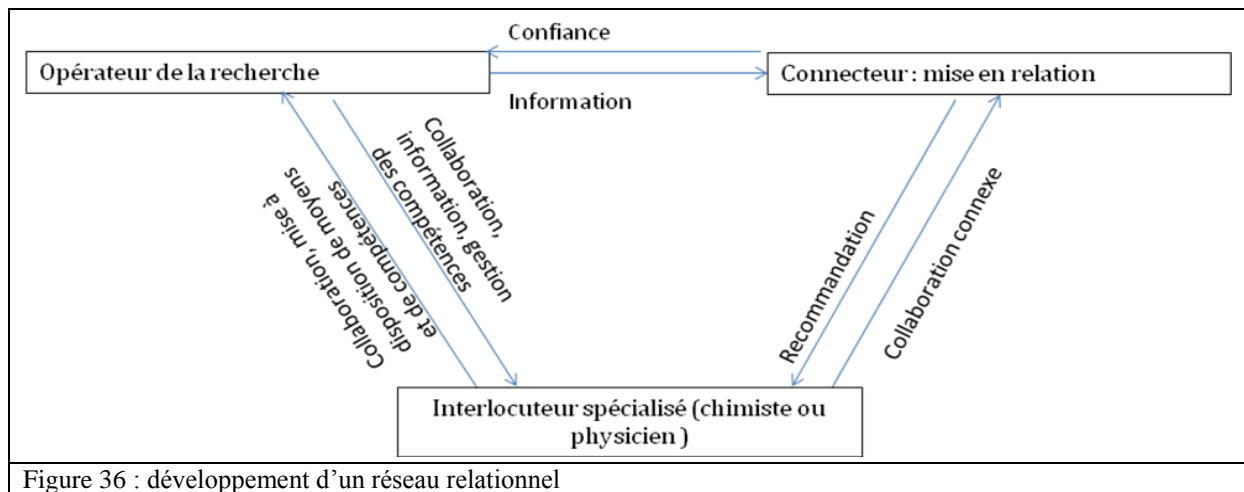 Confiance
Opérateur de la recherche
Connecteur : mise en relation
Information
Collaboration,
information, gestion
des compétences
Collaboration, mise à
disposition de moyens
et de compétences
Recommandation
Collaboration connexe
Interlocuteur spécialisé (chimiste ou
physicien )
Figure 36 : développement d’un réseau relationnel